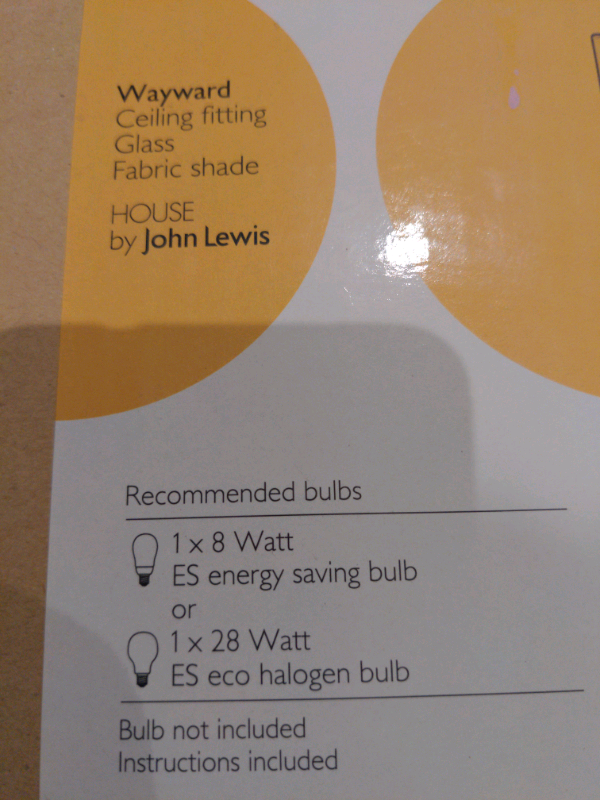 Wayward
Ceiling fitting
Glass
Fabric shade
HOUSE
by John Lewis
Recommended bulbs
1 x 8 Watt
ES energy saving bulb
or
1 x 28 Watt
ES eco halogen bulb
Bulb not included
Instructions included